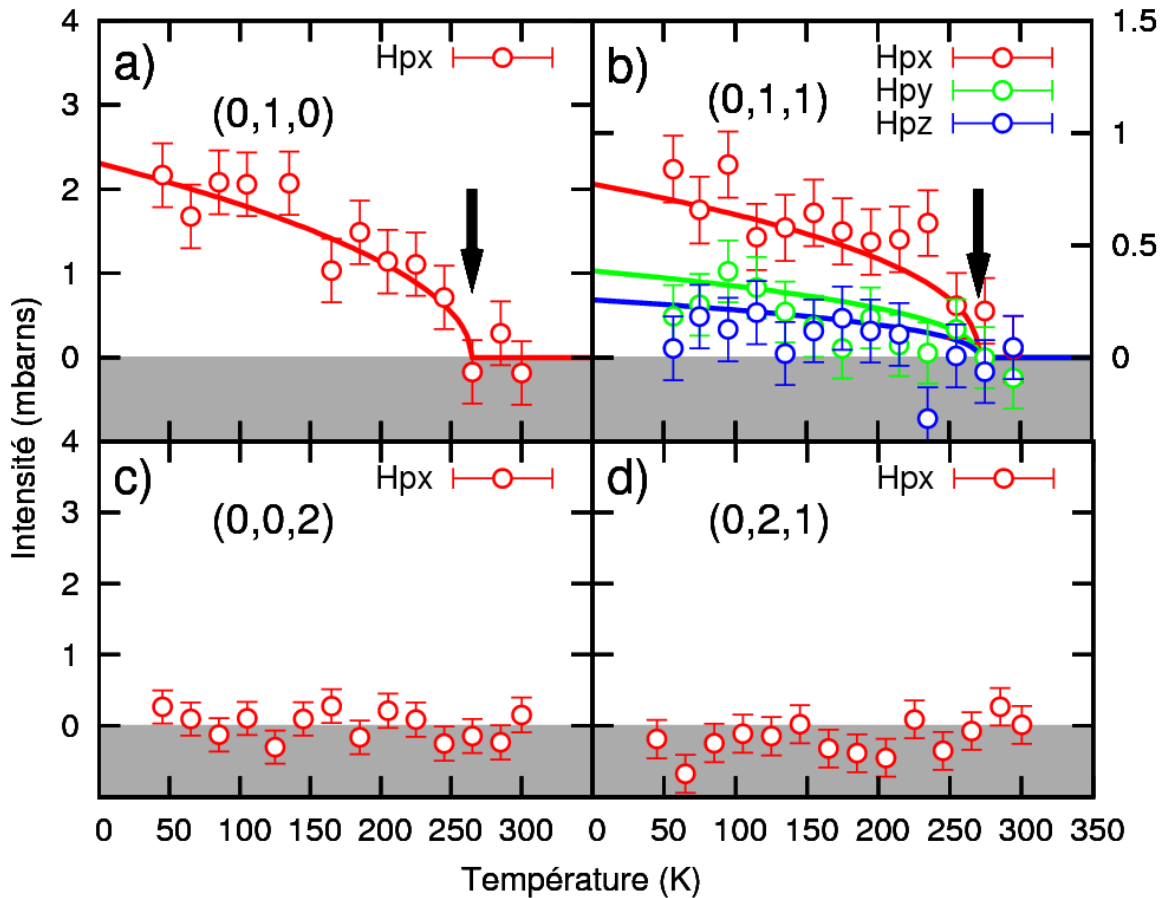 4
3
2
1
0
a)
Hpx
(0,1,0)
b)
Hpx
Hpy
Hpz
(0,1,1)
1.5
1
0.5
0
Intensité (mbarns)
4
3
2
1
0
c)
Hpx
(0,0,2)
d)
Hpx
(0,2,1)
0 50 100 150 200 250 300
0 50 100 150 200 250 300 350
Température (K)